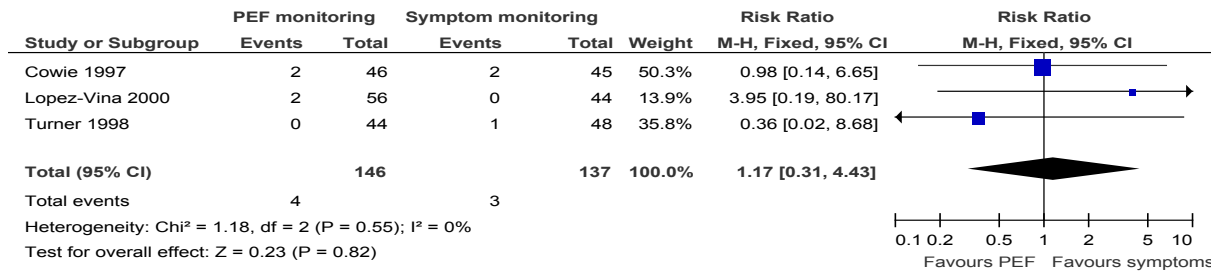 PEF monitoring Symptom monitoring Risk Ratio Risk Ratio
Study or Subgroup Events Total Events Total Weight M-H, Fixed, 95% CI M-H, Fixed, 95% CI
Cowie 1997 2 46 2 45 50.3% 0.98 [0.14, 6.65]
Lopez-Vina 2000 2 56 0 44 13.9% 3.95 [0.19, 80.17]
Turner 1998 0 44 1 48 35.8% 0.36 [0.02, 8.68]
Total (95% CI) 146 137 100.0% 1.17 [0.31, 4.43]
Total events 4 3
Heterogeneity: Chi² = 1.18, df = 2 (P = 0.55); I² = 0%
Test for overall effect: Z = 0.23 (P = 0.82)
0.1 0.2 0.5 1 2 5 10
Favours PEF Favours symptoms